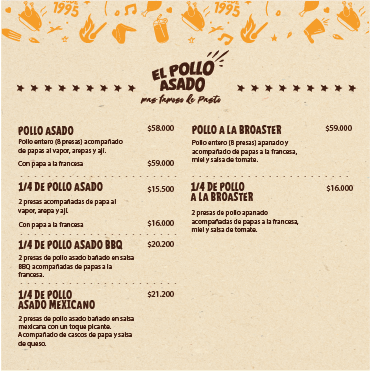 1995
1995
EL POLLO
ASADO
mas famoso de Pasto
POLLO ASADO $58.000
Pollo entero (8 presas) acompañado
de papas al vapor, arepas y ají.
Con papa a la francesa $59.000
1/4 DE POLLO ASADO $15.500
2 presas acompañadas de papa al
vapor, arepa y ají.
Con papa a la francesa $16.000
1/4 DE POLLO ASADO BBQ $20.200
2 presas de pollo asado bañado en salsa
BBQ acompañadas de papas a la
francesa.
1/4 DE POLLO
ASADO MEXICANO $21.200
2 presas de pollo asado bañado en salsa
mexicana con un toque picante.
Acompañado de cascos de papa y salsa
de queso.
POLLO A LA BROASTER $59.000
Pollo entero (8 presas) apanado y
acompañado de papas a la francesa,
miel y salsa de tomate.
1/4 DE POLLO
A LA BROASTER $16.000
2 presas de pollo apanado
acompañadas de papas a la francesa,
miel y salsa de tomate.